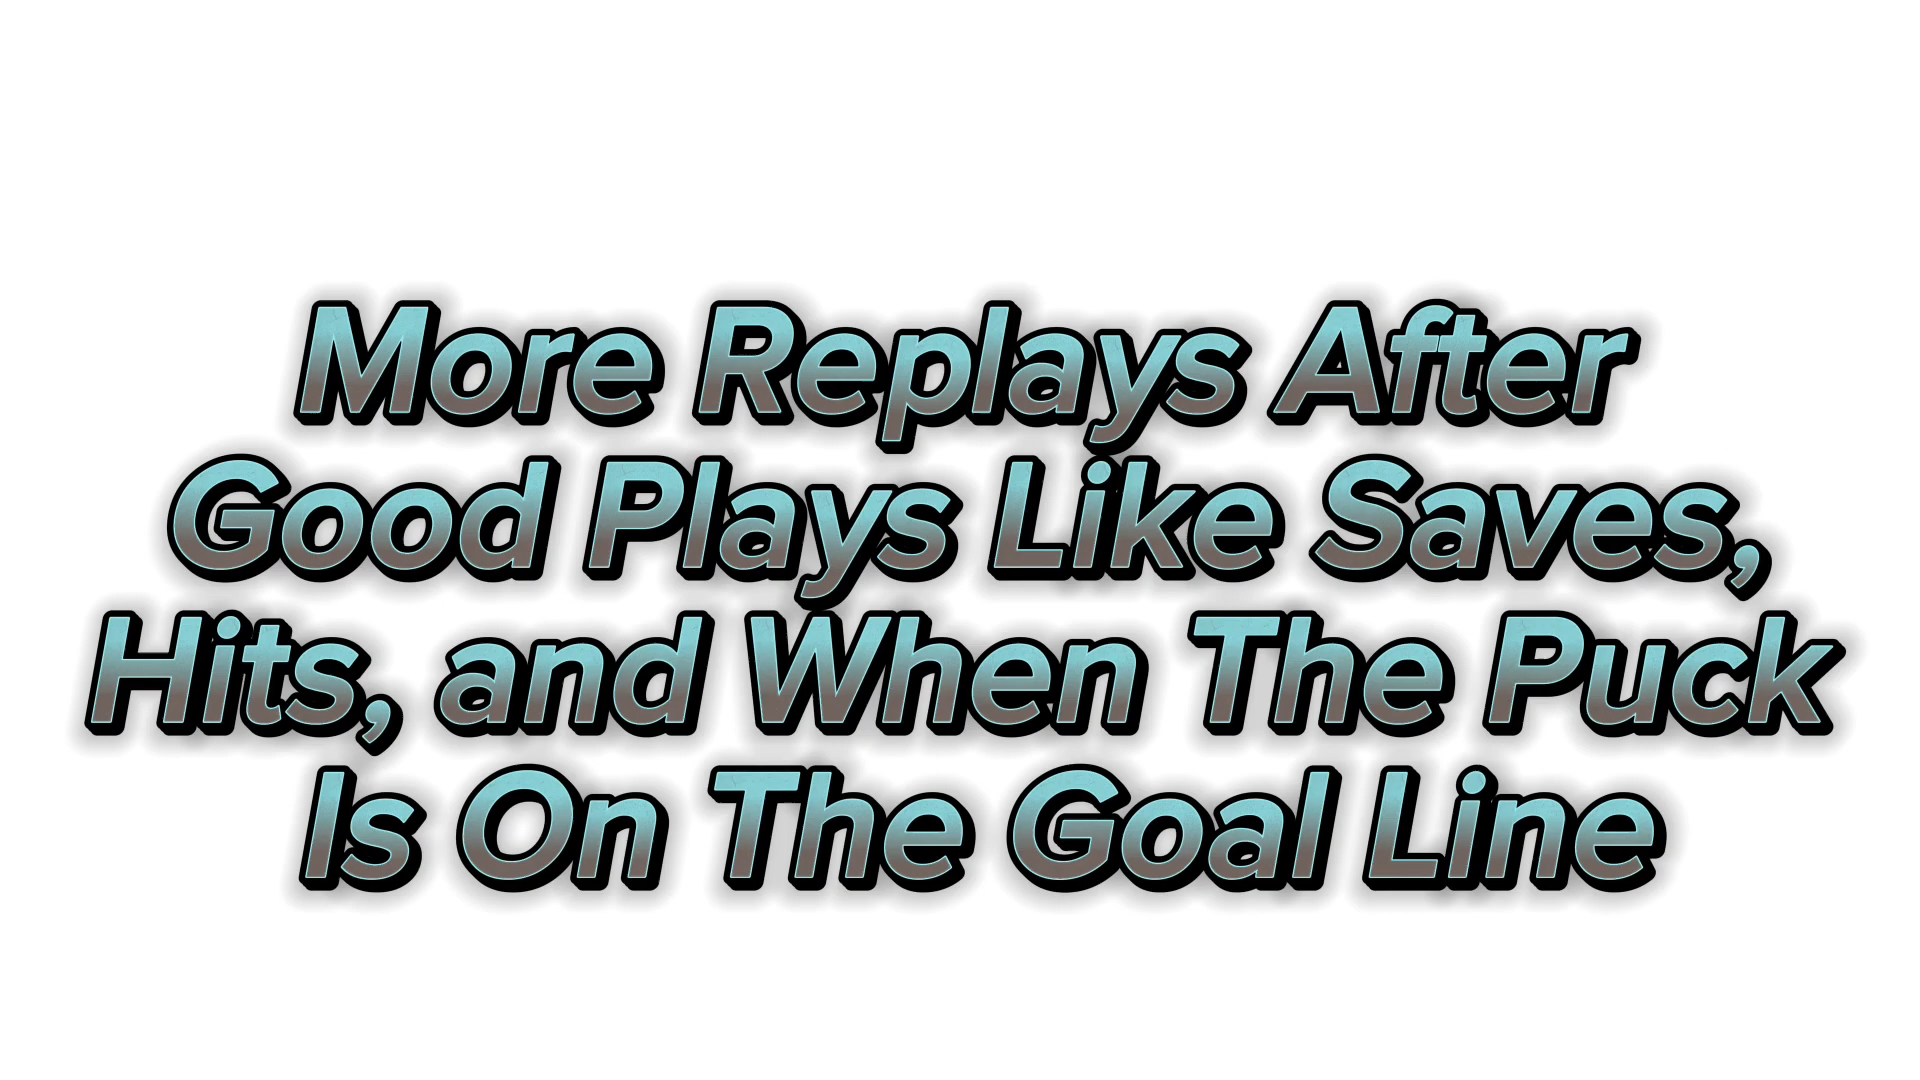 More Replays After
Good Plays Like Saves,
Hits, and When The Puck
Is On The Goal Line